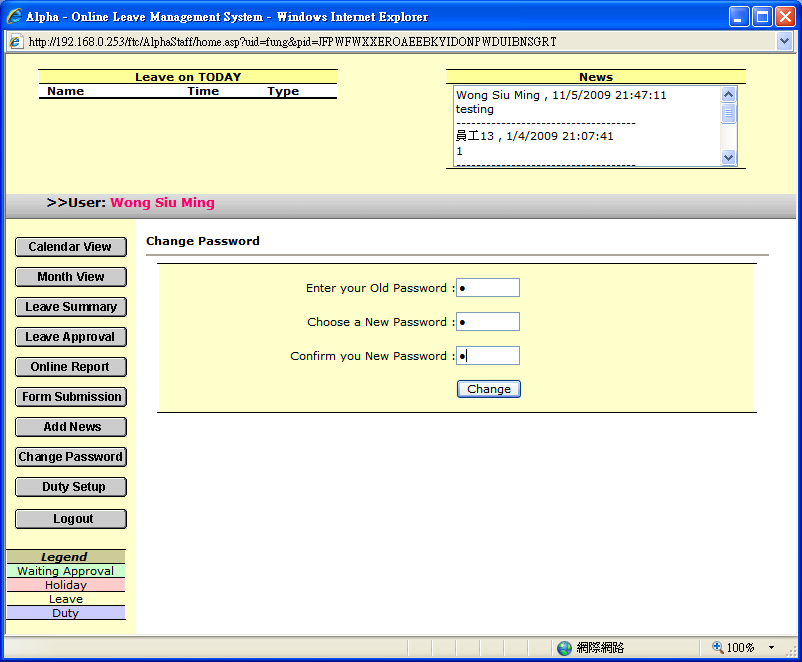 Alpha - Online Leave Management System - Windows Internet Explorer
http://192.168.0.253/ftc/AlphaStaff/home.asp?uid=fung&pid=JFPWFWXXEROAEEBKYIDONPWDUIBNSGRT
Leave on TODAY
Name Time Type
News
Wong Siu Ming , 11/5/2009 21:47:11
testing
------------------------------------
員工13 , 1/4/2009 21:07:41
1
------------------------------------
>>User: Wong Siu Ming
Calendar View
Month View
Leave Summary
Leave Approval
Online Report
Form Submission
Add News
Change Password
Duty Setup
Logout
Legend
Waiting Approval
Holiday
Leave
Duty
Change Password
Enter your Old Password : ●
Choose a New Password : ●
Confirm you New Password : ●
Change
網際網路
100%